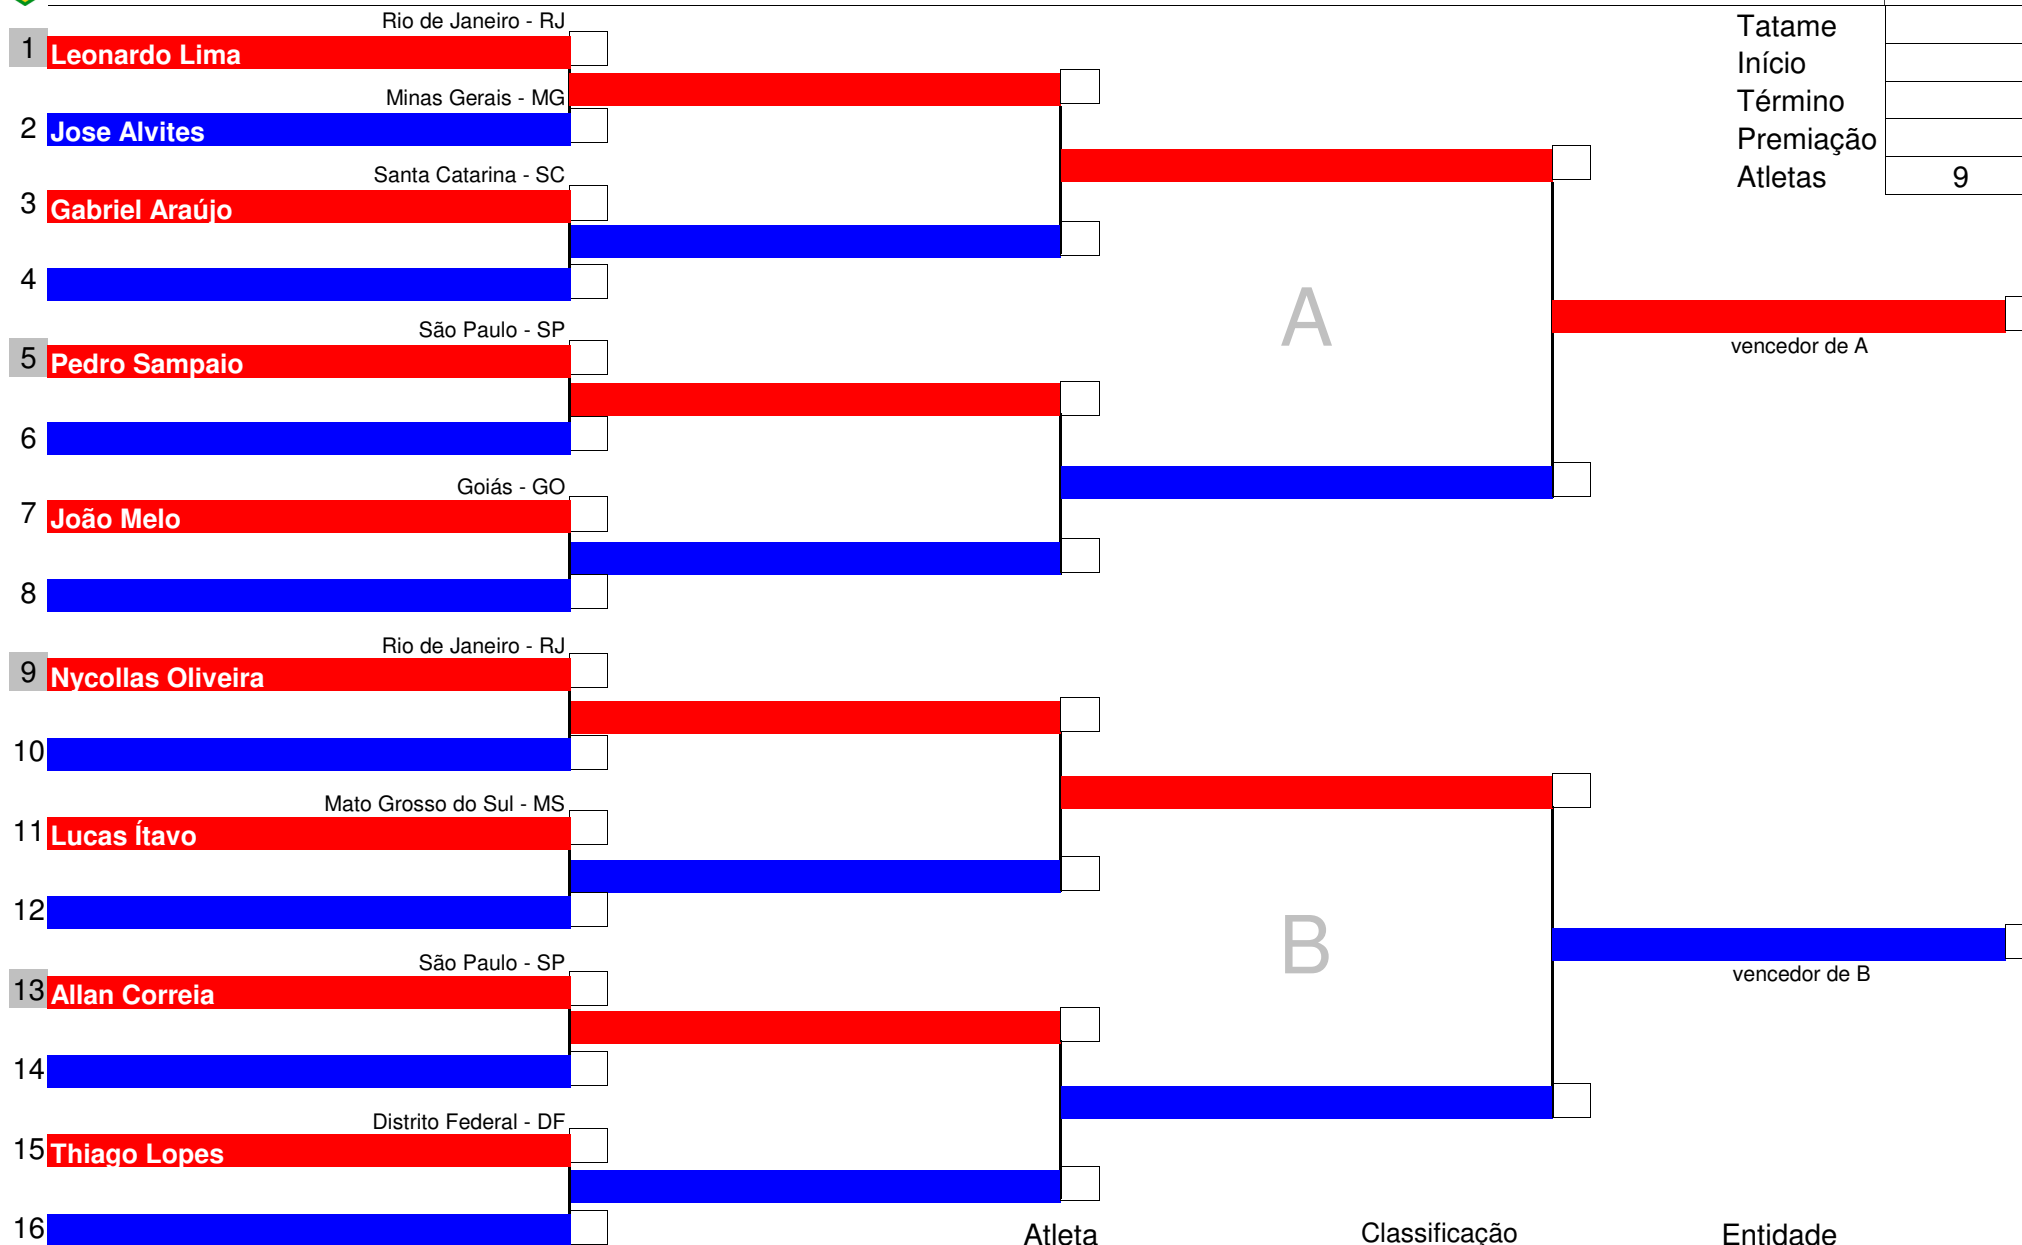 Rio de Janeiro - RJ
1 Leonardo Lima
Minas Gerais - MG
2 Jose Alvites
Santa Catarina - SC
3 Gabriel Araújo
4
São Paulo - SP
5 Pedro Sampaio
6
Goiás - GO
7 João Melo
8
Rio de Janeiro - RJ
9 Nycollas Oliveira
10
Mato Grosso do Sul - MS
11 Lucas Ítavo
12
São Paulo - SP
13 Allan Correia
14
Distrito Federal - DF
15 Thiago Lopes
16
A
B
Tatame
Início
Término
Premiação
Atletas 9
vencedor de A
vencedor de B
Atleta Classificação Entidade